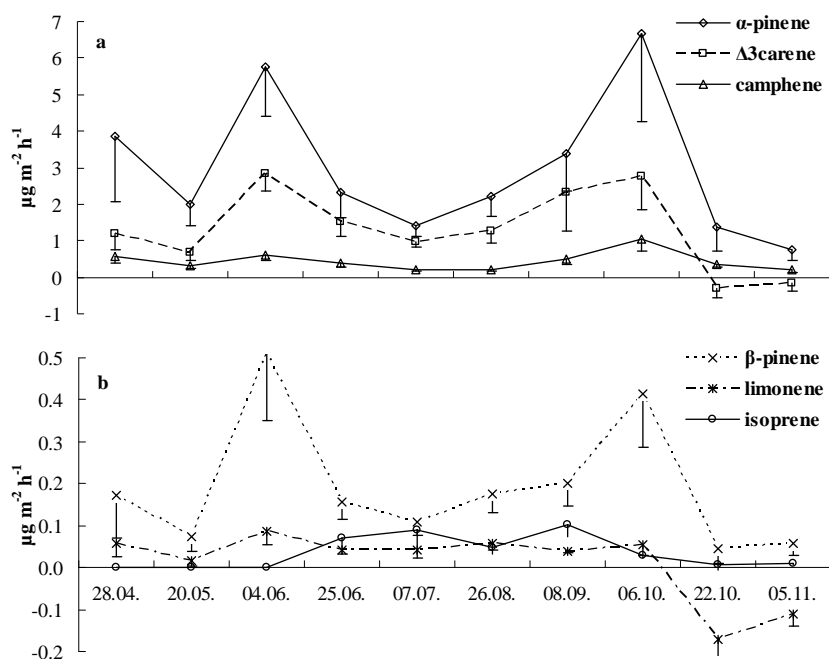 a
7
6
5
4
3
2
1
0
-1
µg m⁻² h⁻¹
α-pinene
Δ3carene
camphene
b
0.5
0.4
0.3
0.2
0.1
0.0
-0.1
-0.2
µg m⁻² h⁻¹
β-pinene
limonene
isoprene
28.04. 20.05. 04.06. 25.06. 07.07. 26.08. 08.09. 06.10. 22.10. 05.11.